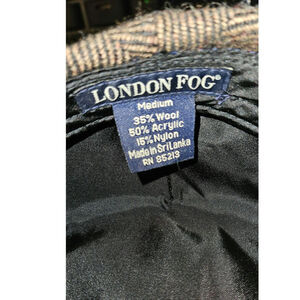 LONDON FOG®
Medium
35% Wool
50% Acrylic
15% Nylon
Made in Sri Lanka
RN 85213